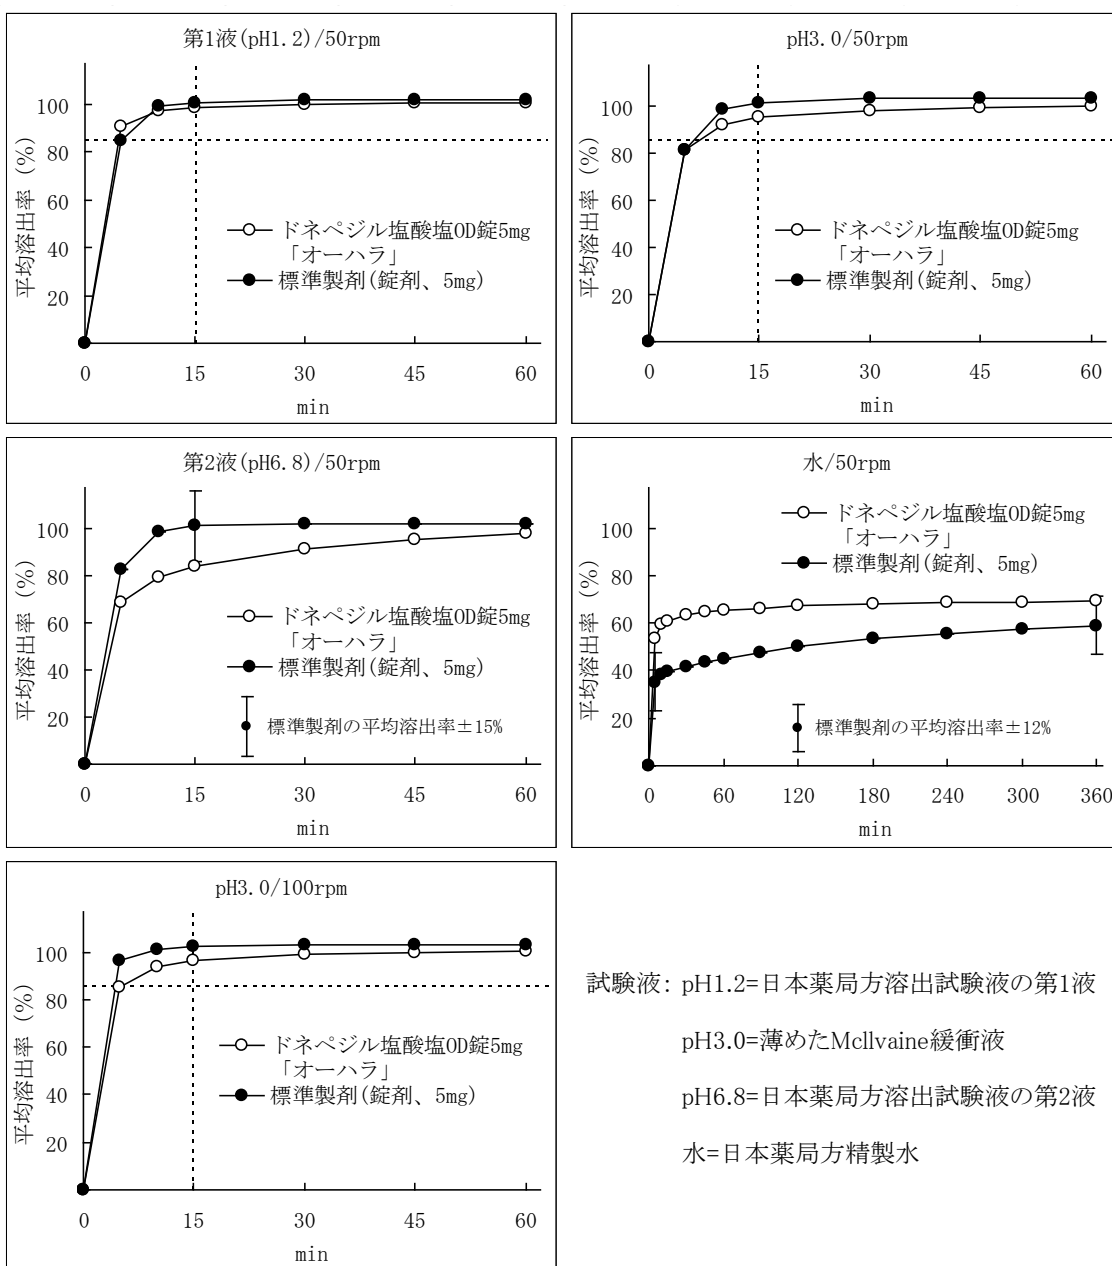 第1液(pH1.2)/50rpm
平均溶出率 (%)
100
80
60
40
20
ドネペジル塩酸塩OD錠5mg
「オーハラ」
標準製剤(錠剤、5mg)
0 15 30 45 60
min
pH3.0/50rpm
平均溶出率 (%)
100
80
60
40
20
ドネペジル塩酸塩OD錠5mg
「オーハラ」
標準製剤(錠剤、5mg)
0 15 30 45 60
min
第2液(pH6.8)/50rpm
平均溶出率 (%)
100
80
60
40
20
ドネペジル塩酸塩OD錠5mg
「オーハラ」
標準製剤(錠剤、5mg)
標準製剤の平均溶出率±15%
0 15 30 45 60
min
水/50rpm
平均溶出率 (%)
100
80
60
40
20
ドネペジル塩酸塩OD錠5mg
「オーハラ」
標準製剤(錠剤、5mg)
標準製剤の平均溶出率±12%
0 60 120 180 240 300 360
min
pH3.0/100rpm
平均溶出率 (%)
100
80
60
40
20
ドネペジル塩酸塩OD錠5mg
「オーハラ」
標準製剤(錠剤、5mg)
0 15 30 45 60
min
試験液: pH1.2=日本薬局方溶出試験液の第1液
pH3.0=薄めたMcllvaine緩衝液
pH6.8=日本薬局方溶出試験液の第2液
水=日本薬局方精製水